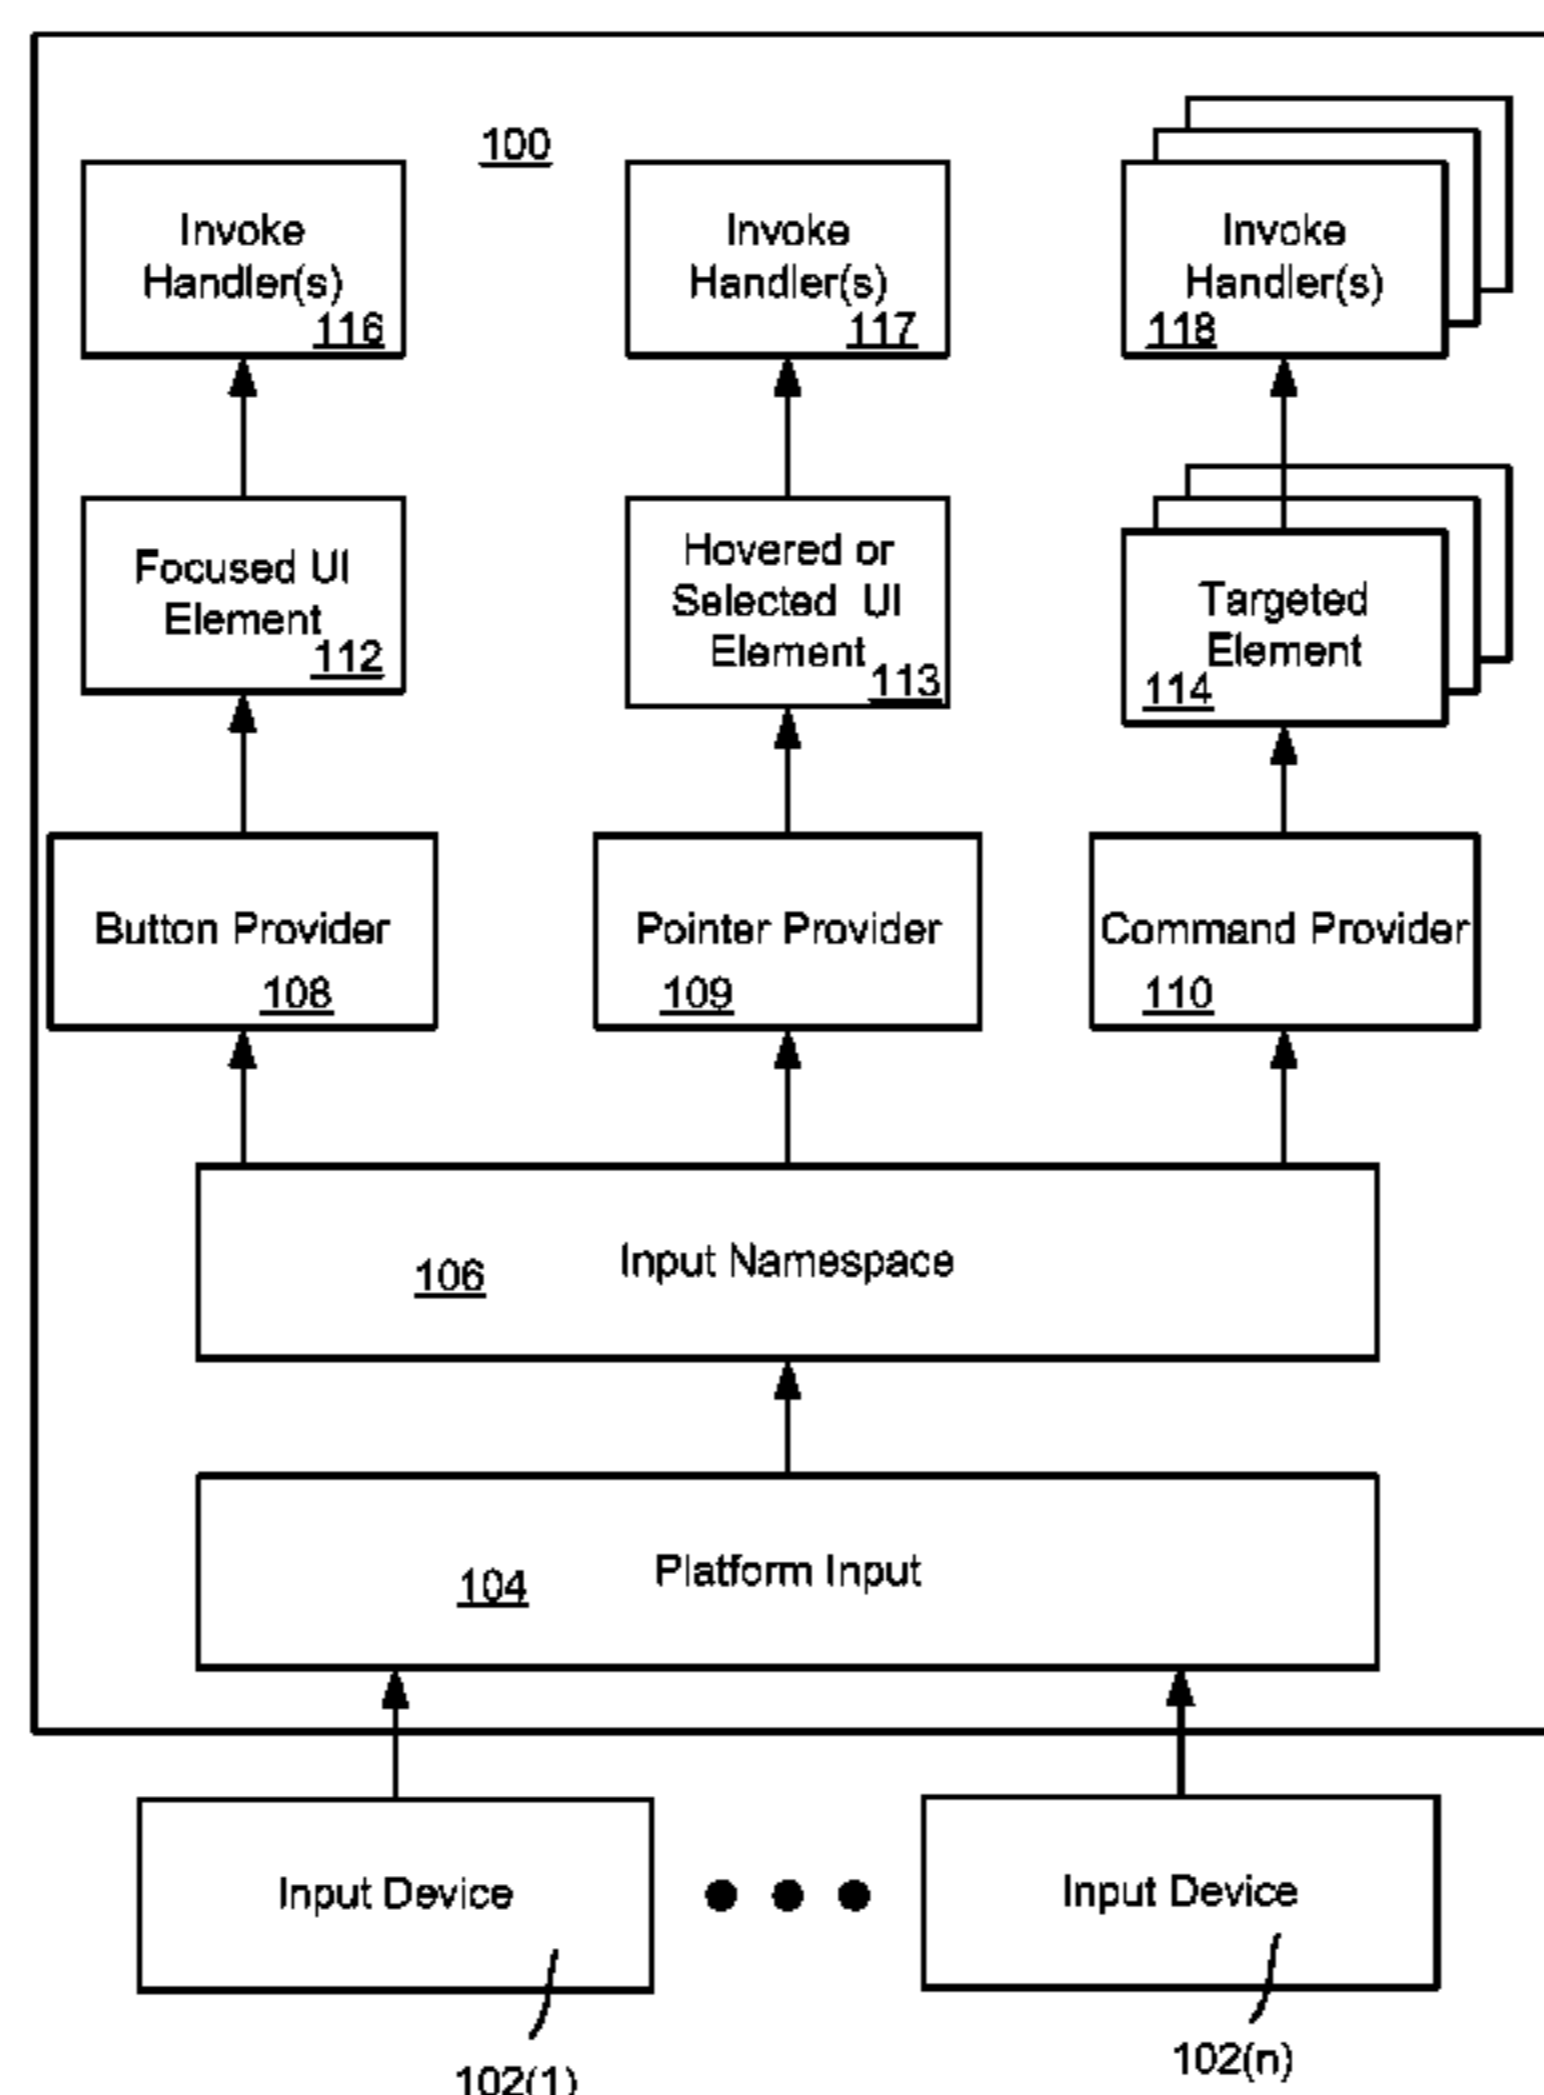 100
Invoke
Handler(s)
116
Invoke
Handler(s)
117
Invoke
Handler(s)
118
Focused UI
Element
112
Hovered or
Selected UI
Element
113
Targeted
Element
114
Button Provider
108
Pointer Provider
109
Command Provider
110
Input Namespace
106
Platform Input
104
Input Device
102(1)
Input Device
102(n)